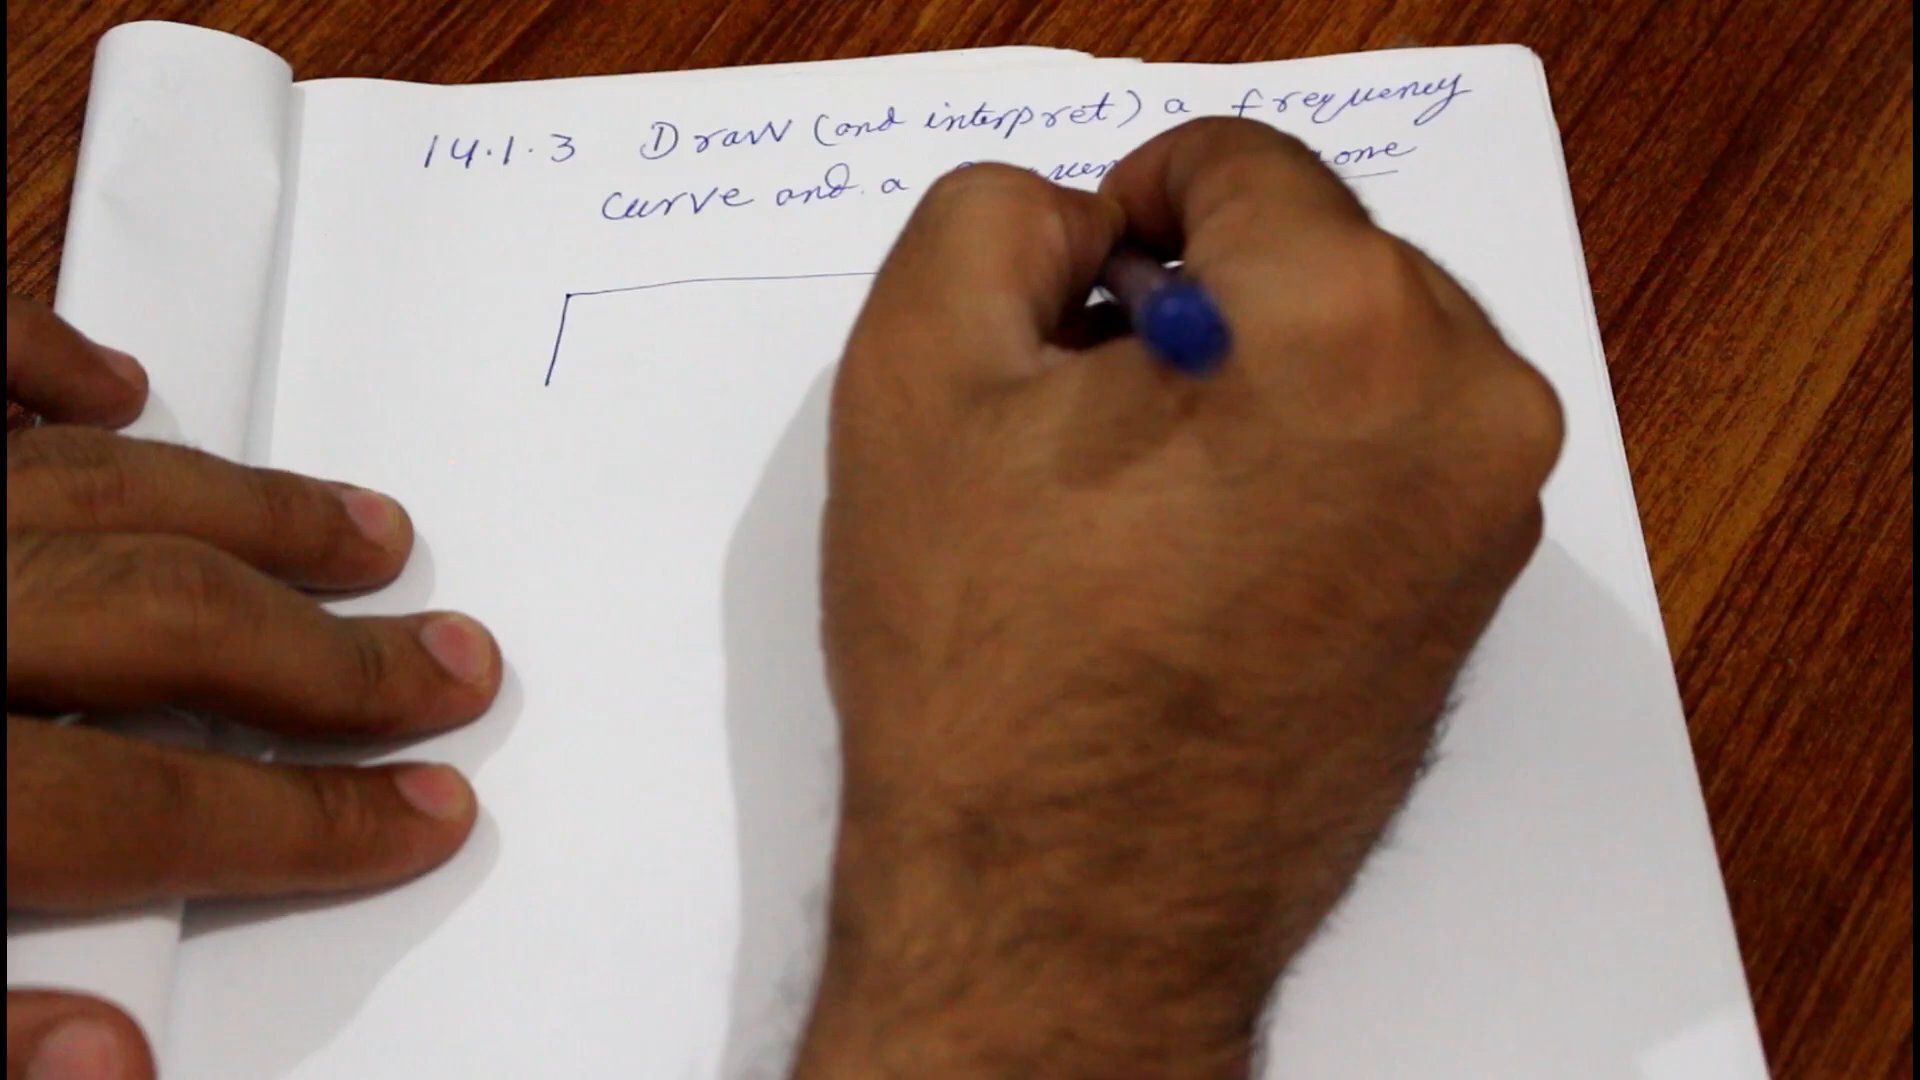 14.1.3 Draw (and interpret) a frequency
curve and a